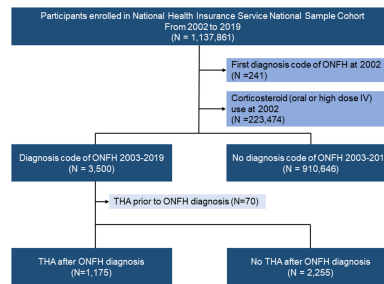 Participants enrolled in National Health Insurance Service National Sample Cohort
From 2002 to 2019
(N = 1,137,861)
First diagnosis code of ONFH at 2002
(N =241)
Corticosteroid (oral or high dose IV)
use at 2002
(N =223,474)
Diagnosis code of ONFH 2003-2019
(N = 3,500)
No diagnosis code of ONFH 2003-201
(N = 910,646)
THA prior to ONFH diagnosis (N=70)
THA after ONFH diagnosis
(N=1,175)
No THA after ONFH diagnosis
(N = 2,255)